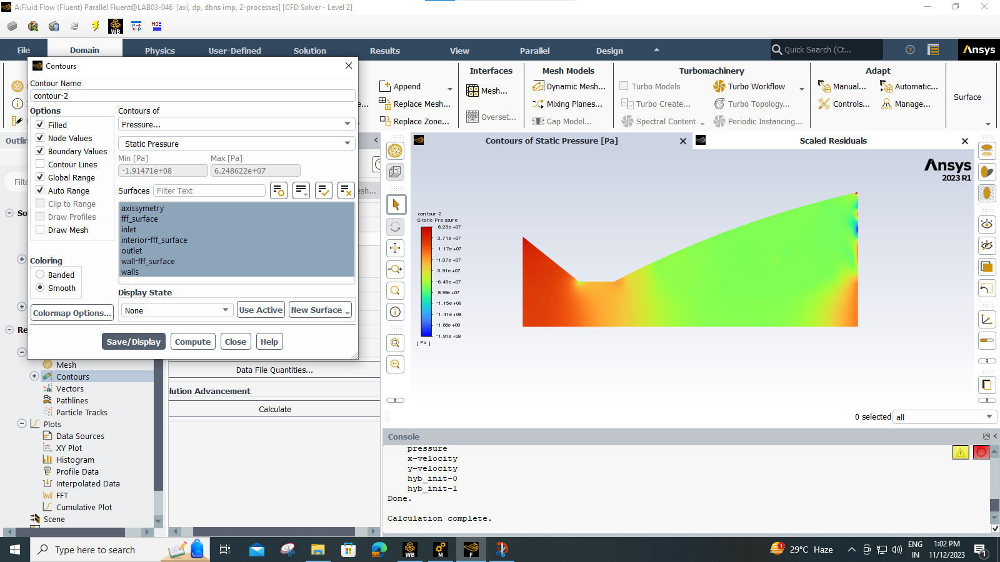 A:Fluid Flow (Fluent) Parallel Fluent@LAB03-046 [axi, dp, dbns imp, 2-processes] [CFD Solver - Level 2]
WB
MO
File
Domain
Physics
User-Defined
Solution
Results
View
Parallel
Design
Quick Search (Ct...
Ansys
Contours
Contour Name
contour-2
Options
Filled
Node Values
Boundary Values
Contour Lines
Global Range
Auto Range
Clip to Range
Draw Profiles
Draw Mesh
Coloring
Banded
Smooth
Colormap Options...
Contours of
Pressure...
Static Pressure
Min [Pa]
Max [Pa]
-1.91471e+08
6.248622e+07
Surfaces
Filter Text
axissymetry
fff_surface
inlet
interior-fff_surface
outlet
wall-fff_surface
walls
Display State
None
Use Active
New Surface
Save/Display
Compute
Close
Help
Append
Replace Mesh...
Replace Zone...
Interfaces
Mesh...
Overset...
Mesh Models
Dynamic Mesh...
Mixing Planes...
Gap Model...
Turbomachinery
Turbo Models
Turbo Create...
Spectral Content
Turbo Workflow
Turbo Topology...
Periodic Instancing...
Adapt
Manual...
Controls...
Automatic...
Manage...
Surface
Outlin
Filte
So
Re
esh...
Mesh
Contours
Vectors
Pathlines
Particle Tracks
Plots
Data Sources
XY Plot
Histogram
Profile Data
Interpolated Data
FFT
Cumulative Plot
Scene
Data File Quantities...
lution Advancement
Calculate
Contours of Static Pressure [Pa]
Scaled Residuals
Ansys
2023 R1
contour-2
Static Pressure
6.25e+07
3.71e+07
1.17e+07
-1.37e+07
-3.91e+07
-6.45e+07
-8.99e+07
-1.15e+08
-1.41e+08
-1.66e+08
-1.91e+08
[ Pa ]
0 selected
all
Console
pressure
x-velocity
y-velocity
hyb_init-0
hyb_init-1
Done.
Calculation complete.
Type here to search
WB
M
F
1
29°C Haze
ENG
IN
1:02 PM
11/12/2023
1